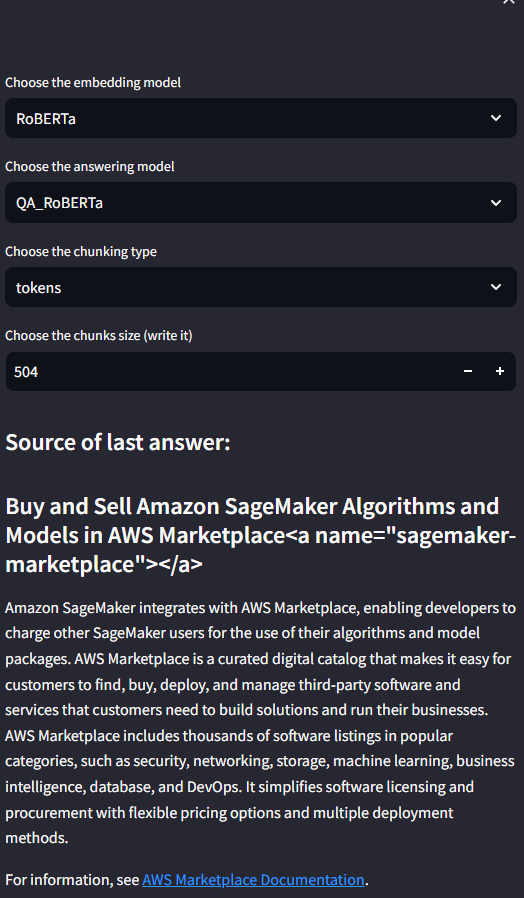 Choose the embedding model
RoBERTa
Choose the answering model
QA_RoBERTa
Choose the chunking type
tokens
Choose the chunks size (write it)
504
Source of last answer:
Buy and Sell Amazon SageMaker Algorithms and
Models in AWS Marketplace<a name="sagemaker-
marketplace"></a>
Amazon SageMaker integrates with AWS Marketplace, enabling developers to
charge other SageMaker users for the use of their algorithms and model
packages. AWS Marketplace is a curated digital catalog that makes it easy for
customers to find, buy, deploy, and manage third-party software and
services that customers need to build solutions and run their businesses.
AWS Marketplace includes thousands of software listings in popular
categories, such as security, networking, storage, machine learning, business
intelligence, database, and DevOps. It simplifies software licensing and
procurement with flexible pricing options and multiple deployment
methods.
For information, see AWS Marketplace Documentation.